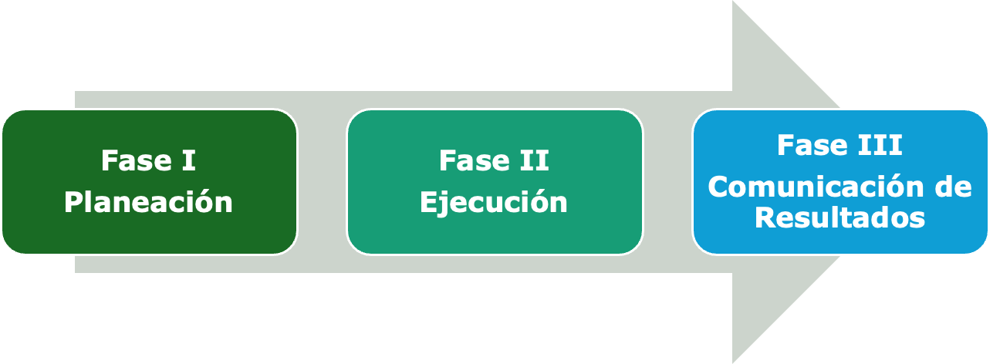 Fase I
Planeación
Fase II
Ejecución
Fase III
Comunicación de
Resultados